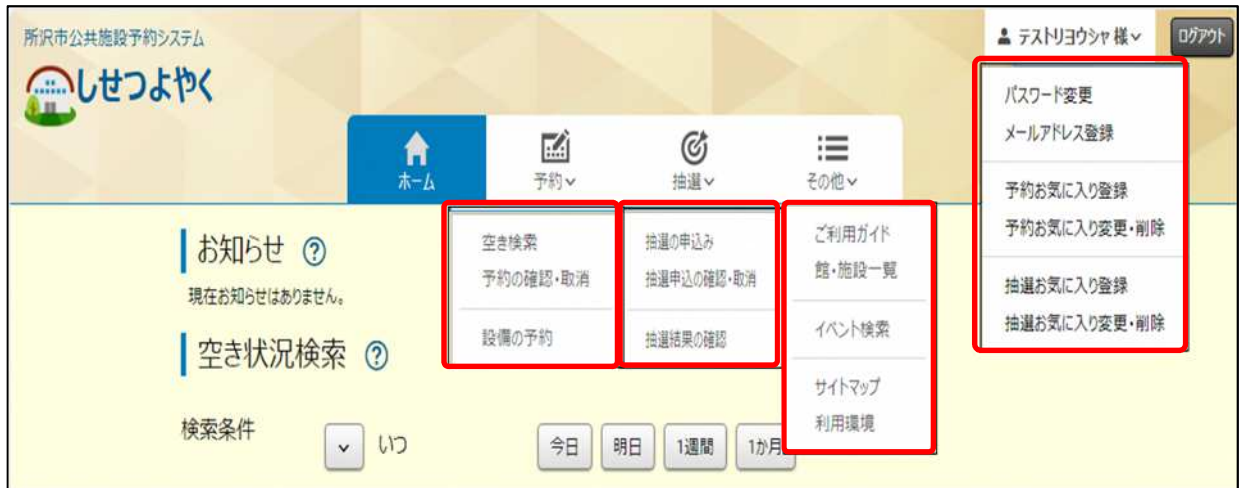 所沢市公共施設予約システム
しせつよやく
テストリヨウシャ 様
ログアウト
パスワード変更
メールアドレス登録
予約お気に入り登録
予約お気に入り変更・削除
抽選お気に入り登録
抽選お気に入り変更・削除
ホーム
予約
抽選
その他
空き検索
予約の確認・取消
設備の予約
抽選の申込み
抽選申込の確認・取消
抽選結果の確認
ご利用ガイド
館・施設一覧
イベント検索
サイトマップ
利用環境
お知らせ ?
現在お知らせはありません。
空き状況検索 ?
検索条件
いつ
今日
明日
1週間
1か月